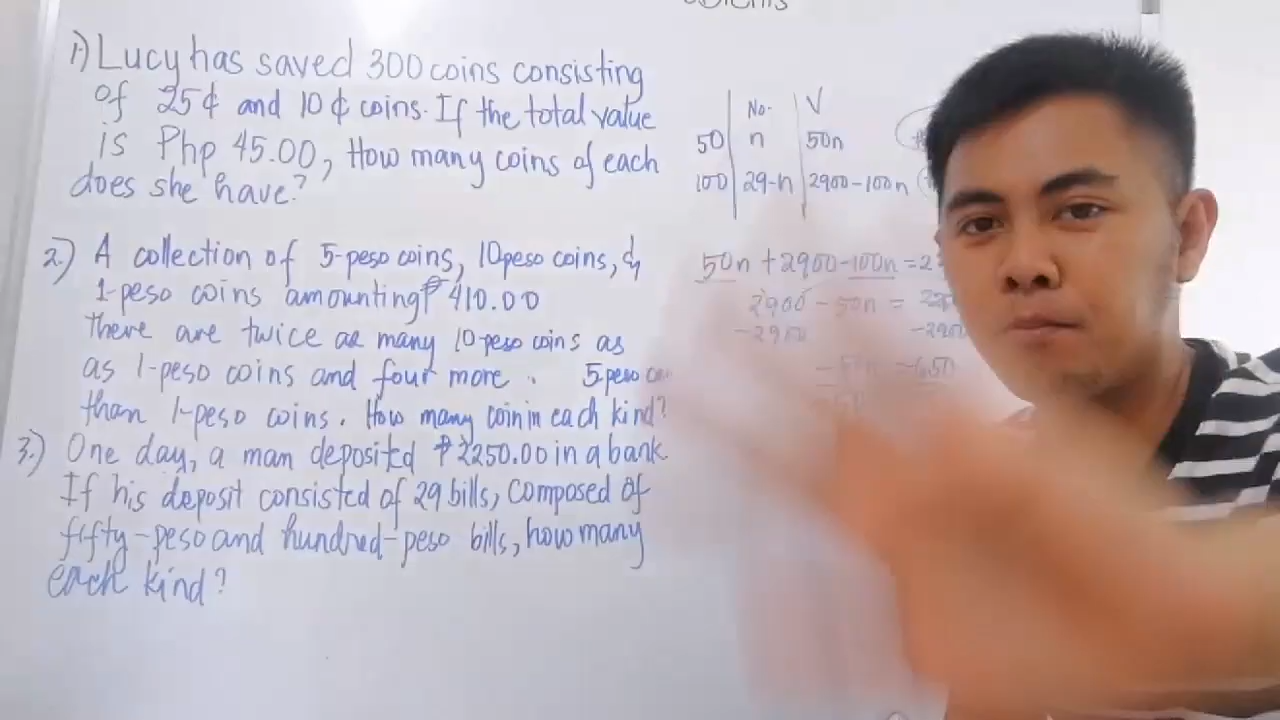 1.) Lucy has saved 300 coins consisting
of 25¢ and 10¢ coins. If the total value
is Php 45.00, How many coins of each
does she have?
2.) A collection of 5-peso coins, 10peso coins, &
1-peso coins amounting ₱ 410.00
There are twice as many 10-peso coins as
as 1-peso coins and four more . 5peso
than 1-peso coins. How many coin in each kind?
3.) One day, a man deposited ₱2250.00 in a bank
If his deposit consisted of 29 bills, composed of
fifty-peso and hundred-peso bills, how many
each kind?
No. V
50 n 50n
100 29-n 2900-100n
50n + 2900-100n =
2900 - 50n =
-2900 -2900